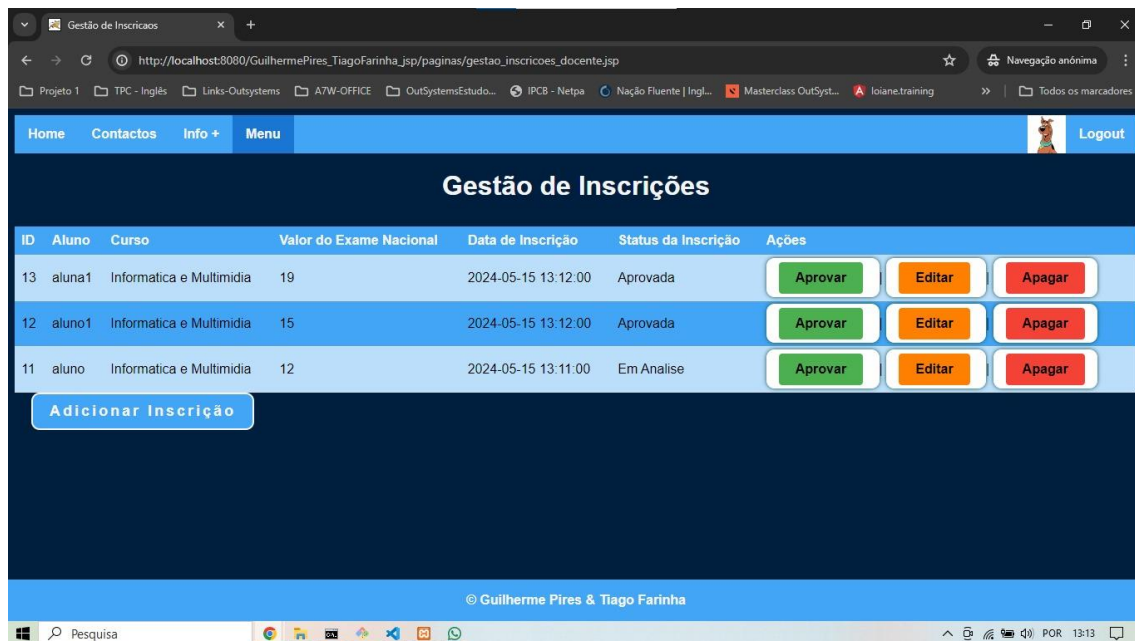 Gestão de Inscricaos
http://localhost:8080/GuilhermePires_TiagoFarinha_jsp/paginas/gestao_inscricoes_docente.jsp Navegação anónima
Projeto 1 TPC - Inglês Links-Outsystems A7W-OFFICE OutSystemsEstudo... IPCB - Netpa Nação Fluente | Ingl... Masterclass OutSyst... loiane.training » Todos os marcadores
Home Contactos Info + Menu Logout
Gestão de Inscrições
ID Aluno Curso Valor do Exame Nacional Data de Inscrição Status da Inscrição Ações
13 aluna1 Informatica e Multimidia 19 2024-05-15 13:12:00 Aprovada Aprovar | Editar | Apagar
12 aluno1 Informatica e Multimidia 15 2024-05-15 13:12:00 Aprovada Aprovar | Editar | Apagar
11 aluno Informatica e Multimidia 12 2024-05-15 13:11:00 Em Analise Aprovar | Editar | Apagar
Adicionar Inscrição
© Guilherme Pires & Tiago Farinha
Pesquisa POR 13:13